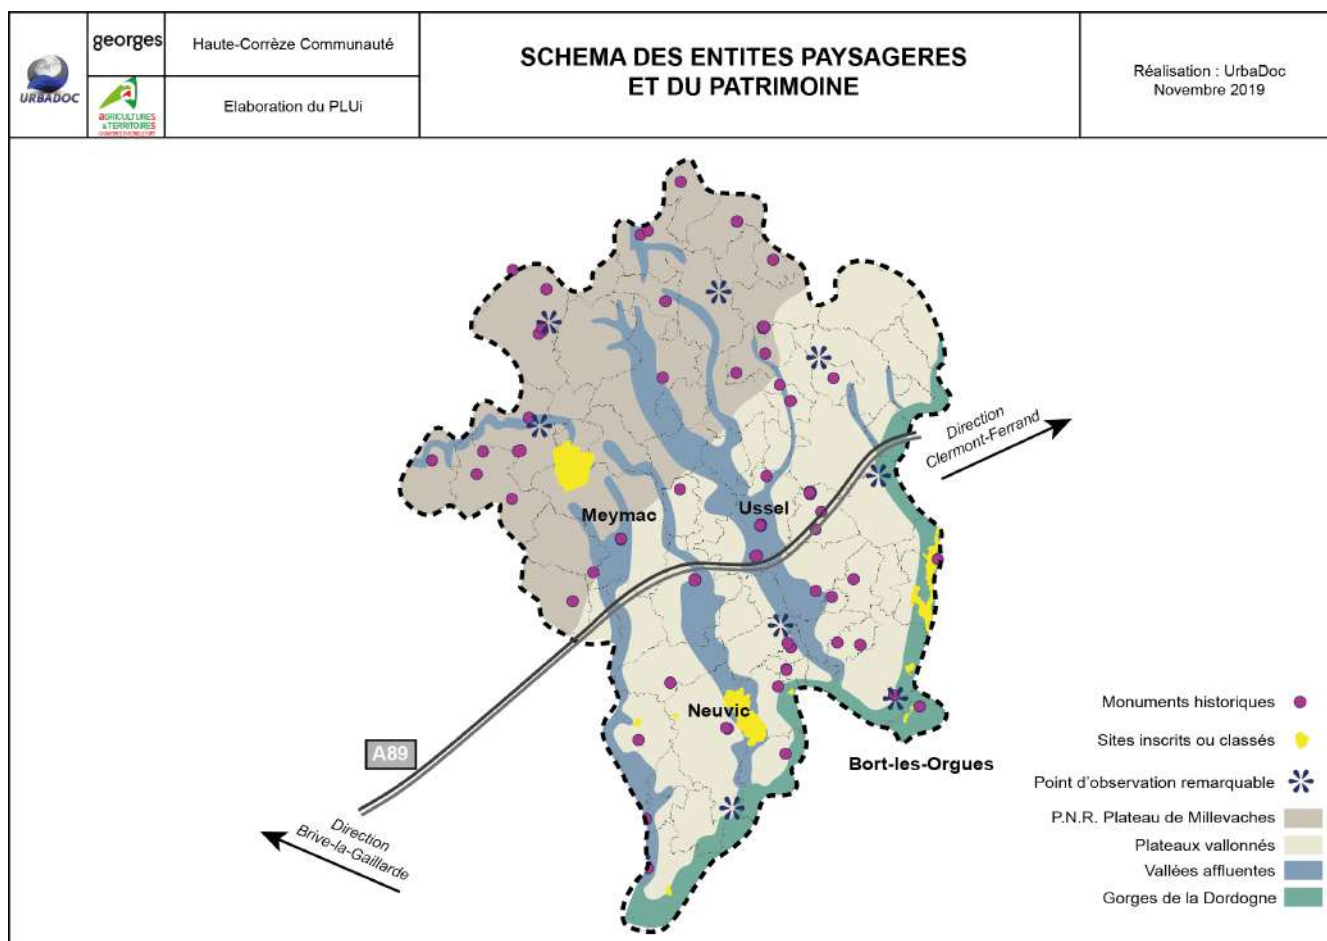 georges
Haute-Corrèze Communauté
SCHEMA DES ENTITES PAYSAGERES
ET DU PATRIMOINE
Réalisation : UrbaDoc
Novembre 2019
URBADOC
AGRICULTURES
& TERRITOIRES
Elaboration du PLUi
Direction
Clermont-Ferrand
Meymac
Ussel
Neuvic
Bort-les-Orgues
A89
Direction
Brive-la-Gaillarde
Monuments historiques
Sites inscrits ou classés
Point d'observation remarquable
P.N.R. Plateau de Millevaches
Plateaux vallonnés
Vallées affluentes
Gorges de la Dordogne